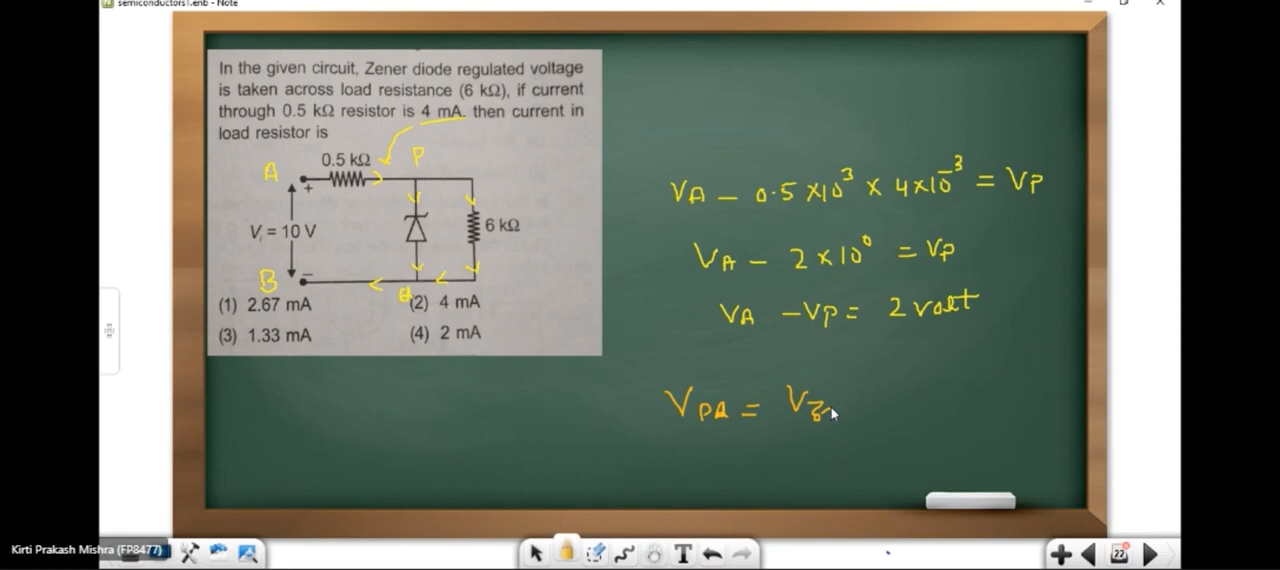 semiconductors1.enb - Note
In the given circuit, Zener diode regulated voltage
is taken across load resistance (6 kΩ), if current
through 0.5 kΩ resistor is 4 mA. then current in
load resistor is
A
0.5 kΩ
P
+
V = 10 V
6 kΩ
B
−
(1) 2.67 mA
(2) 4 mA
(3) 1.33 mA
(4) 2 mA
VA − 0.5 ×10³ × 4×10⁻³ = VP
VA − 2 ×10⁰ = VP
VA − VP = 2 volt
=
Kirti Prakash Mishra (FP8477)
T
22